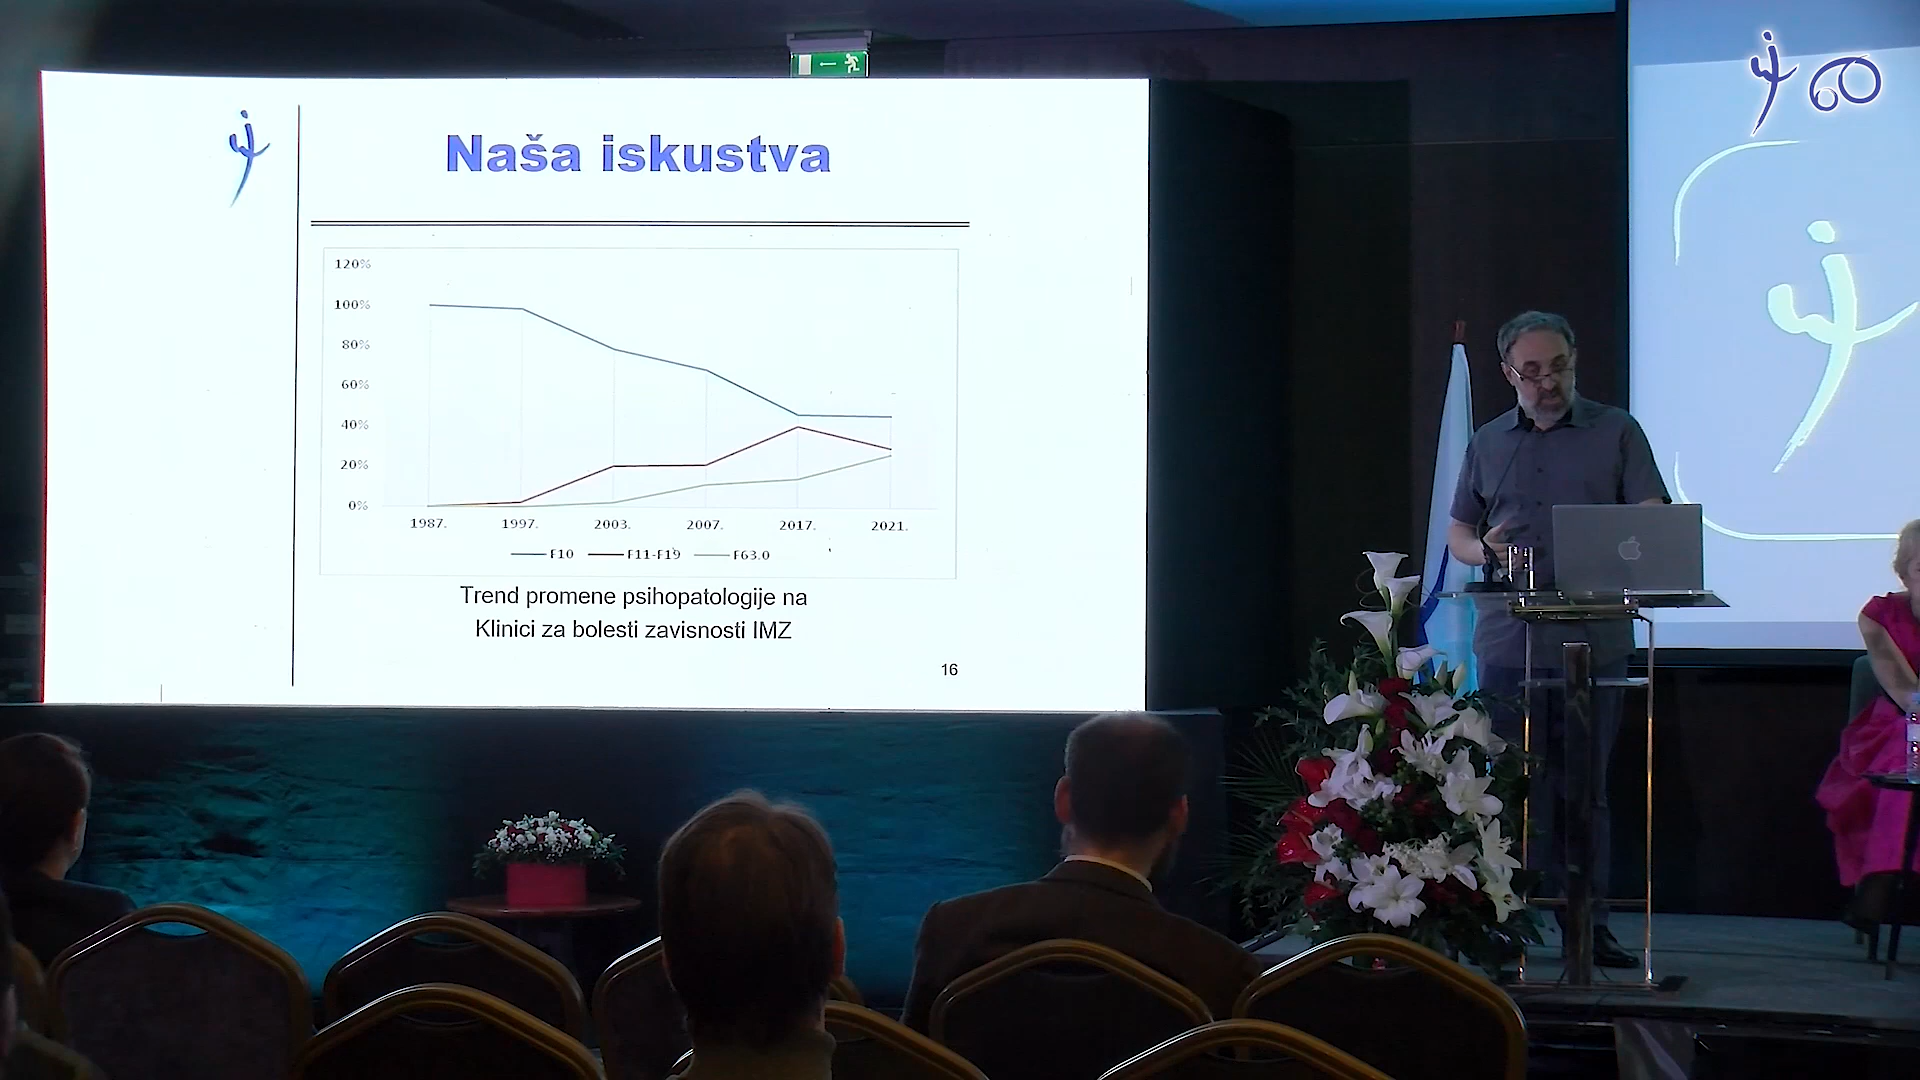 Naša iskustva
120%
100%
80%
60%
40%
20%
0%
1987. 1997. 2003. 2007. 2017. 2021.
F10 F11-F19 F63.0
Trend promene psihopatologije na
Klinici za bolesti zavisnosti IMZ
16
60